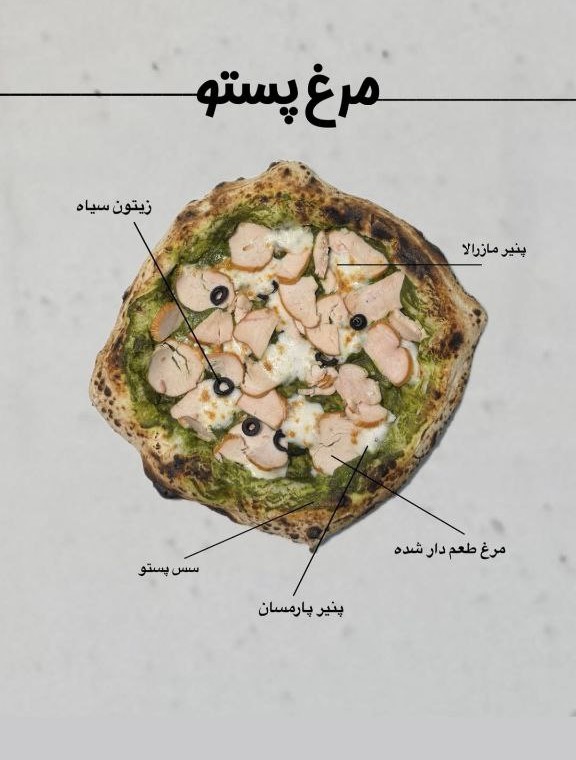 مرغ پستو
زیتون سیاه
پنیر مازرالا
مرغ طعم دار شده
سس پستو
پنیر پارمسان